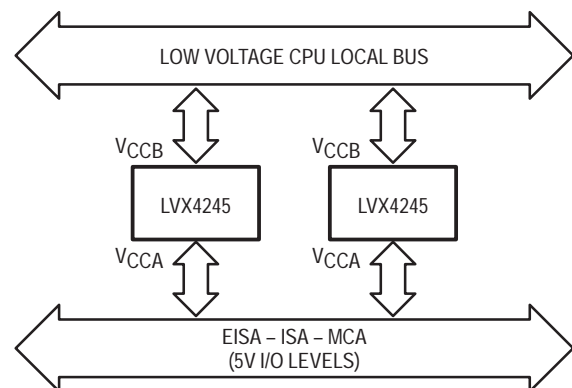 LOW VOLTAGE CPU LOCAL BUS
VCCB VCCB
LVX4245 LVX4245
VCCA VCCA
EISA – ISA – MCA
(5V I/O LEVELS)